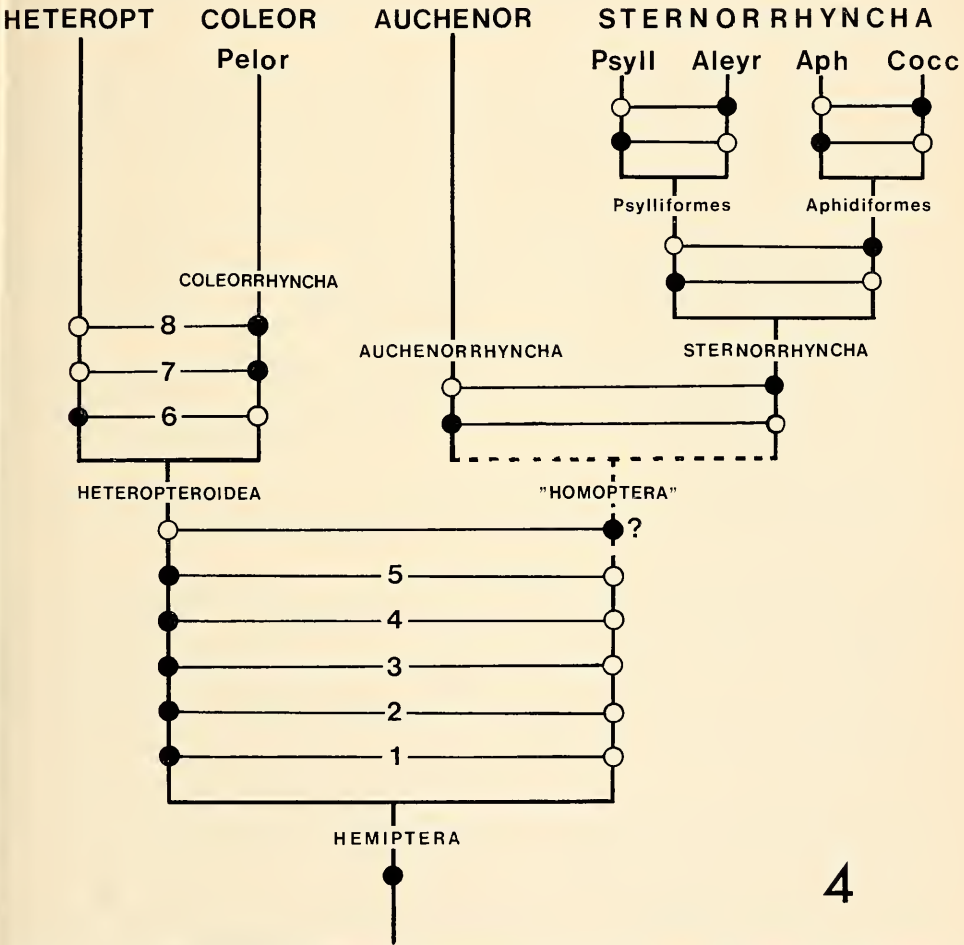 HETEROPT COLEOR AUCHENOR STERNORRHYNCHA
Pelor Psyll Aleyr Aph Cocc
Psylliformes Aphidiformes
COLEORRHYNCHA
8
AUCHENORRHYNCHA STERNORRHYNCHA
7
6
HETEROPTEROIDEA "HOMOPTERA"
?
5
4
3
2
1
HEMIPTERA
4